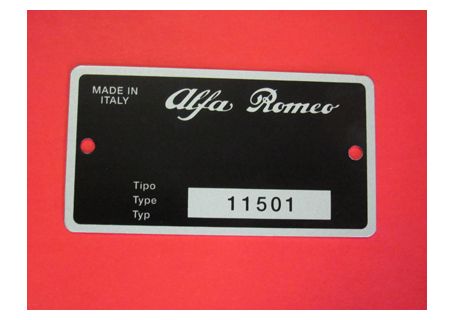 MADE IN
ITALY
Alfa Romeo
Tipo
Type
Typ
11501